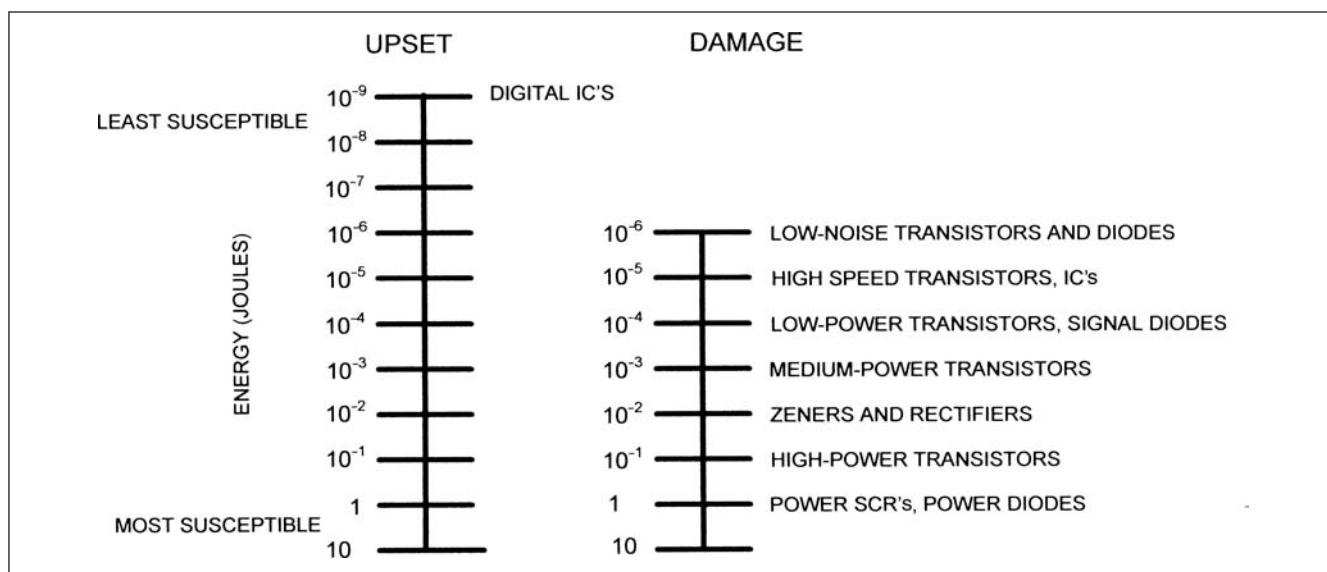 UPSET
DAMAGE
10⁻⁹ DIGITAL IC'S
LEAST SUSCEPTIBLE
10⁻⁸
10⁻⁷
10⁻⁶
10⁻⁵
10⁻⁴
10⁻³
10⁻²
10⁻¹
1
MOST SUSCEPTIBLE
10
ENERGY (JOULES)
10⁻⁶ LOW-NOISE TRANSISTORS AND DIODES
10⁻⁵ HIGH SPEED TRANSISTORS, IC's
10⁻⁴ LOW-POWER TRANSISTORS, SIGNAL DIODES
10⁻³ MEDIUM-POWER TRANSISTORS
10⁻² ZENERS AND RECTIFIERS
10⁻¹ HIGH-POWER TRANSISTORS
1 POWER SCR's, POWER DIODES
10